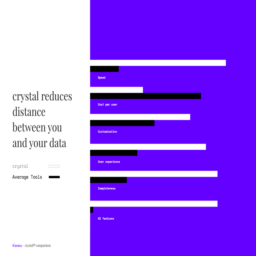 crystal reduces
distance
between you
and your data
crystal
Average Tools
Speed
Cost per user
Customization
User experience
Completeness
AI features